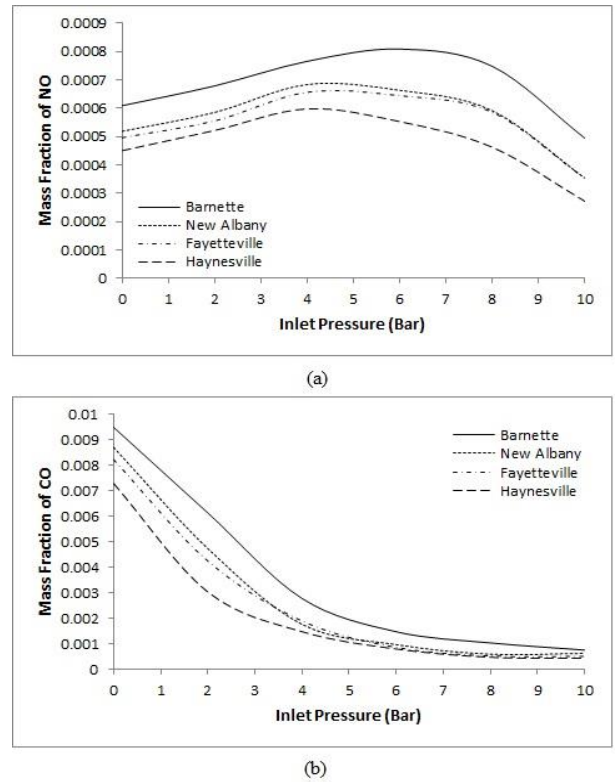 0.0009
0.0008
0.0007
0.0006
0.0005
0.0004
0.0003
0.0002
0.0001
0
Mass Fraction of NO
Barnette
New Albany
Fayetteville
Haynesville
0 1 2 3 4 5 6 7 8 9 10
Inlet Pressure (Bar)
(a)
0.01
0.009
0.008
0.007
0.006
0.005
0.004
0.003
0.002
0.001
0
Mass Fraction of CO
Barnette
New Albany
Fayetteville
Haynesville
0 1 2 3 4 5 6 7 8 9 10
Inlet Pressure (Bar)
(b)